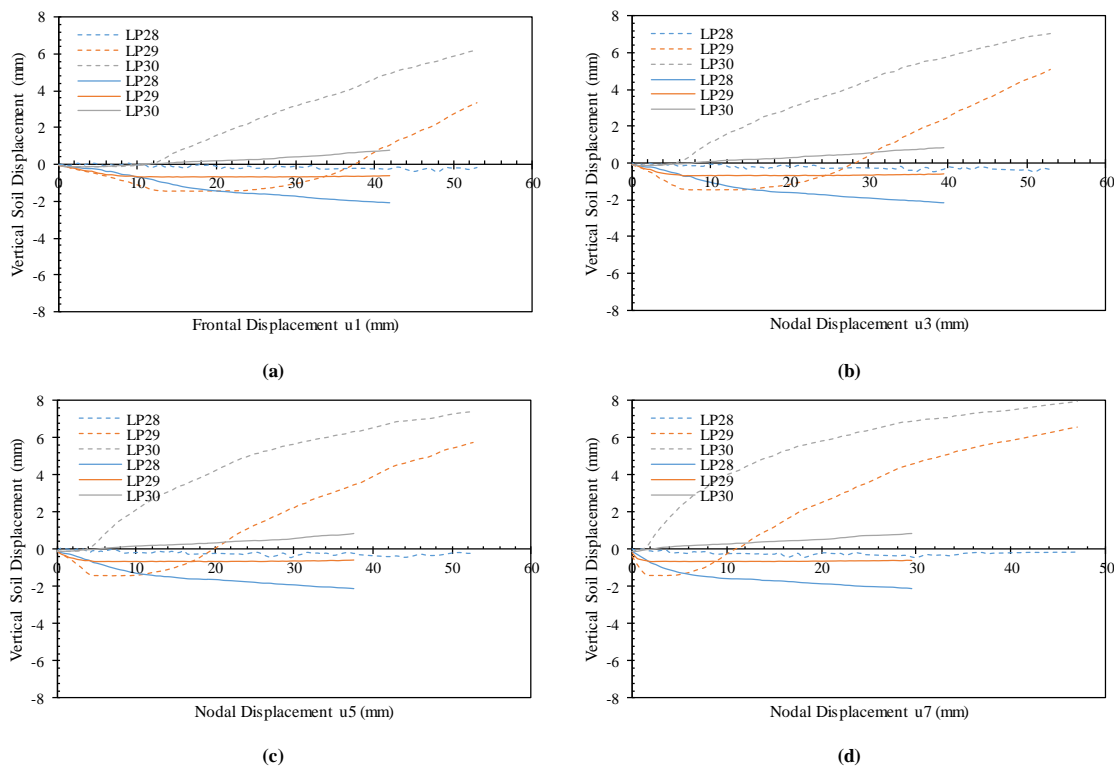 8
6
4
2
0
-2
-4
-6
-8
Vertical Soil Displacement (mm)
LP28
LP29
LP30
LP28
LP29
LP30
0 10 20 30 40 50 60
Frontal Displacement u1 (mm)
(a)
8
6
4
2
0
-2
-4
-6
-8
Vertical Soil Displacement (mm)
LP28
LP29
LP30
LP28
LP29
LP30
0 10 20 30 40 50 60
Nodal Displacement u3 (mm)
(b)
8
6
4
2
0
-2
-4
-6
-8
Vertical Soil Displacement (mm)
LP28
LP29
LP30
LP28
LP29
LP30
0 10 20 30 40 50 60
Nodal Displacement u5 (mm)
(c)
8
6
4
2
0
-2
-4
-6
-8
Vertical Soil Displacement (mm)
LP28
LP29
LP30
LP28
LP29
LP30
0 10 20 30 40 50
Nodal Displacement u7 (mm)
(d)